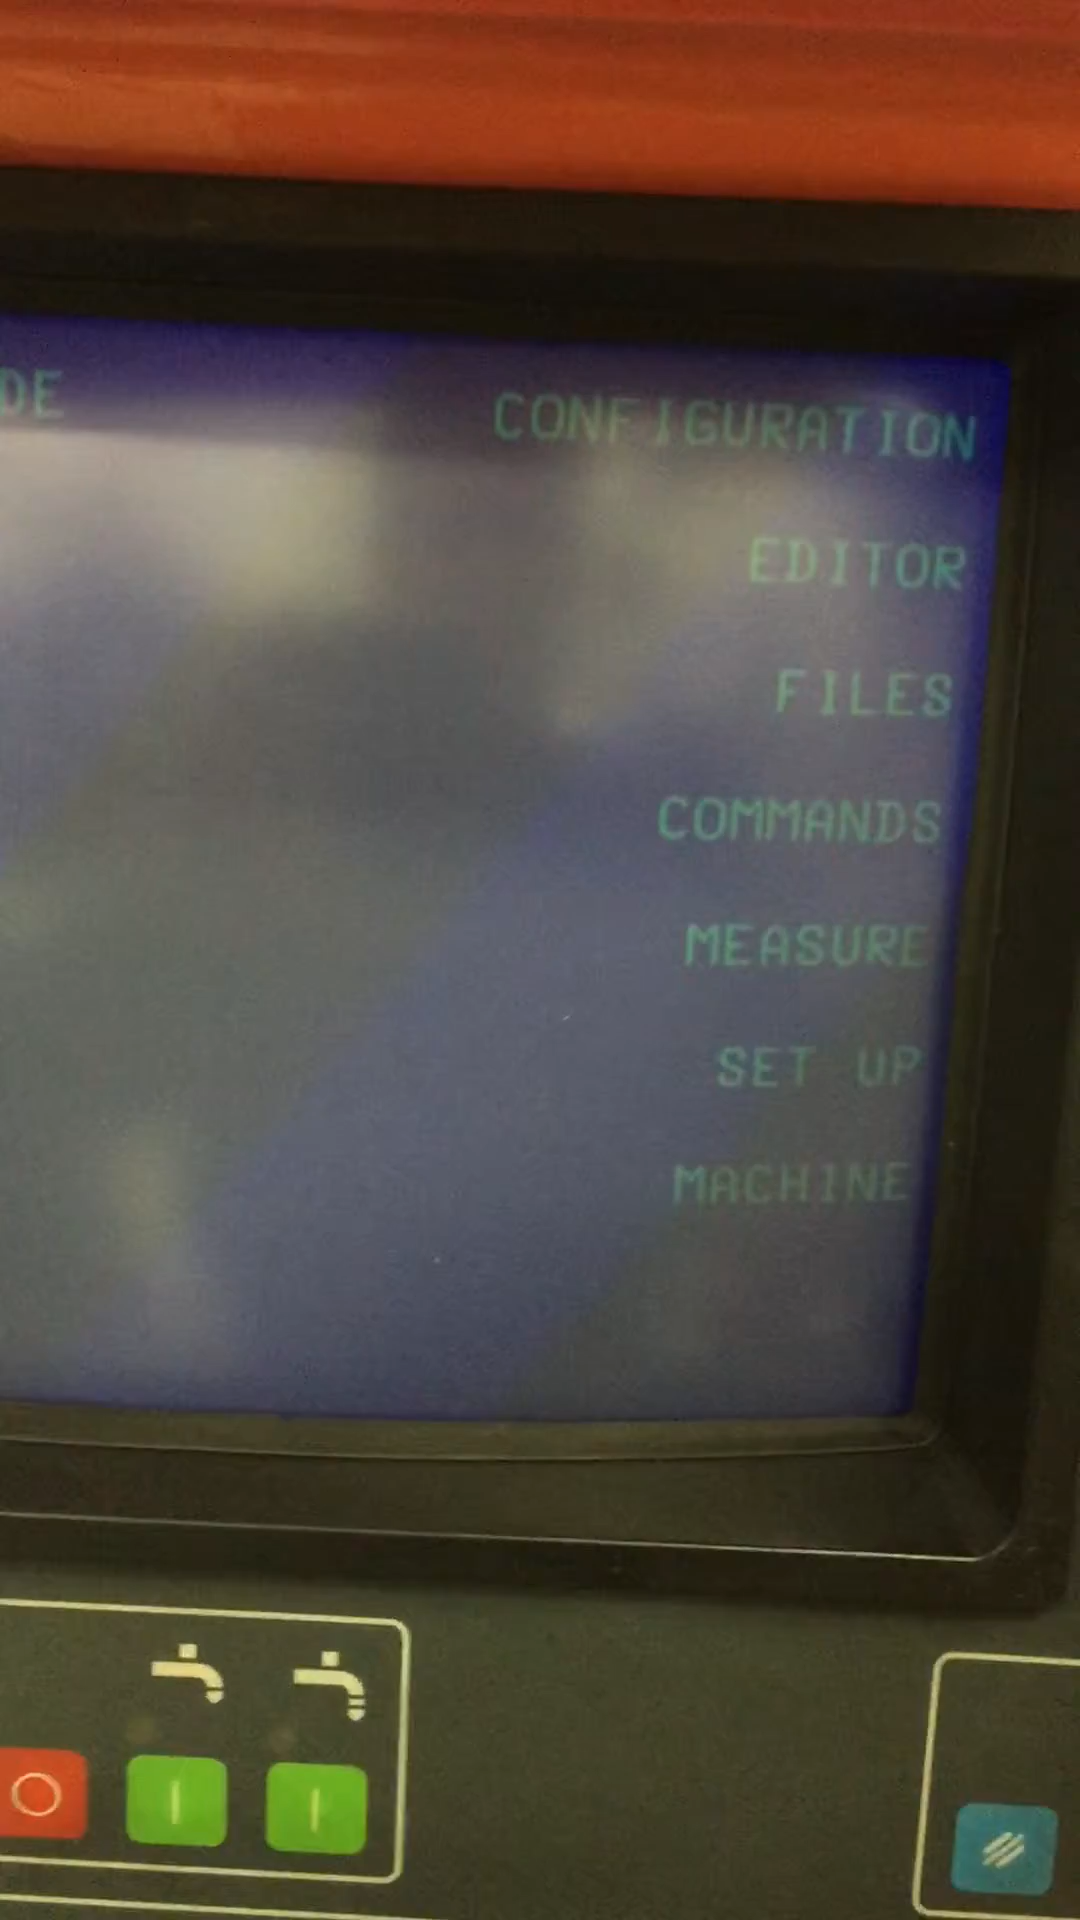 DE
CONFIGURATION
EDITOR
FILES
COMMANDS
MEASURE
SET UP
MACHINE